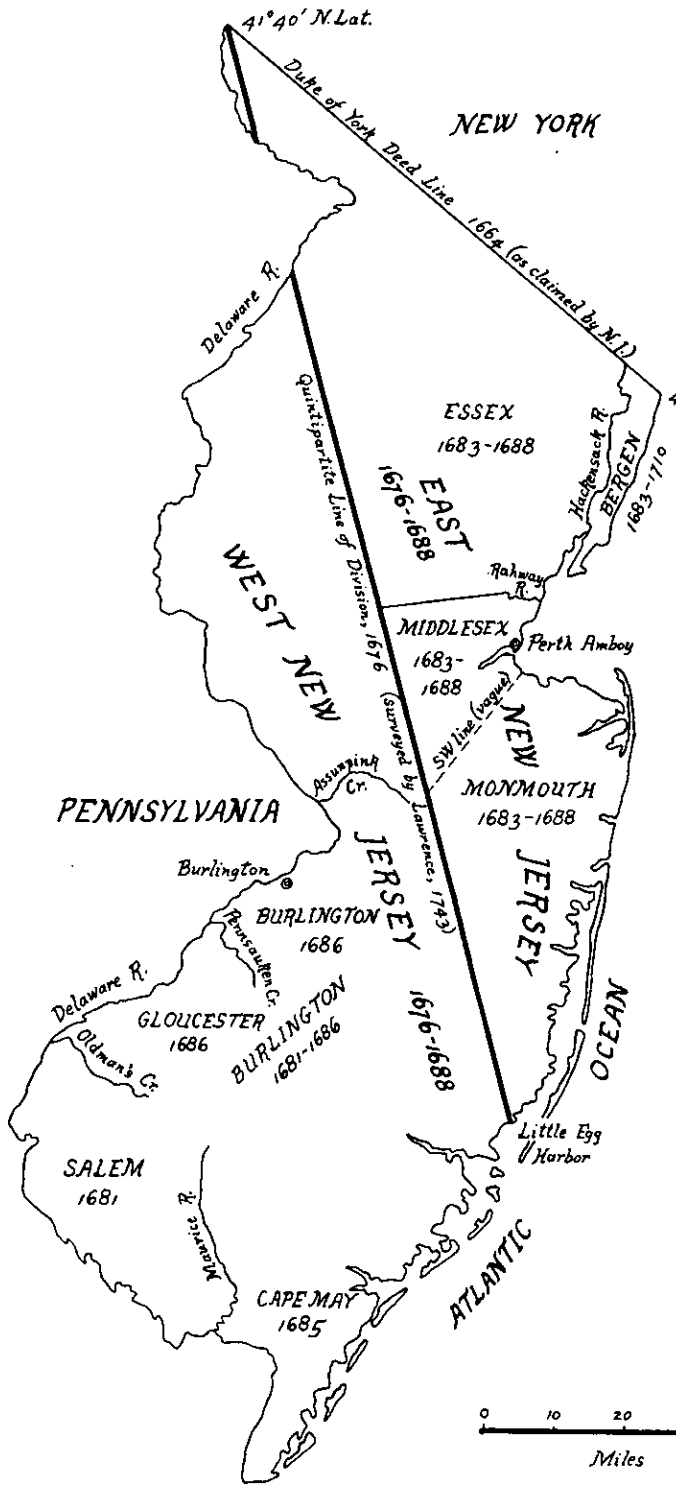 41°40' N. Lat.
Duke of York Deed Line 1664 (as claimed by N.J.)
NEW YORK
Delaware R.
4
ESSEX
1683-1688
Hackensack R.
BERGEN
1683-1710
Quintipartite Line of Division, 1676 (surveyed by Lawrence, 1743)
EAST
1676-1688
WEST NEW
Rahway
R.
MIDDLESEX
1683-
1688
Perth Amboy
SW line (vague)
NEW
Assunpink
Cr.
MONMOUTH
1683-1688
PENNSYLVANIA
JERSEY
JERSEY
Burlington
BURLINGTON
1686
Pennsauken Cr.
Delaware R.
GLOUCESTER
1686
BURLINGTON
1681-1686
1676-1688
OCEAN
Oldman's Cr.
Little Egg
Harbor
SALEM
1681
Maurice R.
ATLANTIC
CAPE MAY
1685
0 10 20
Miles